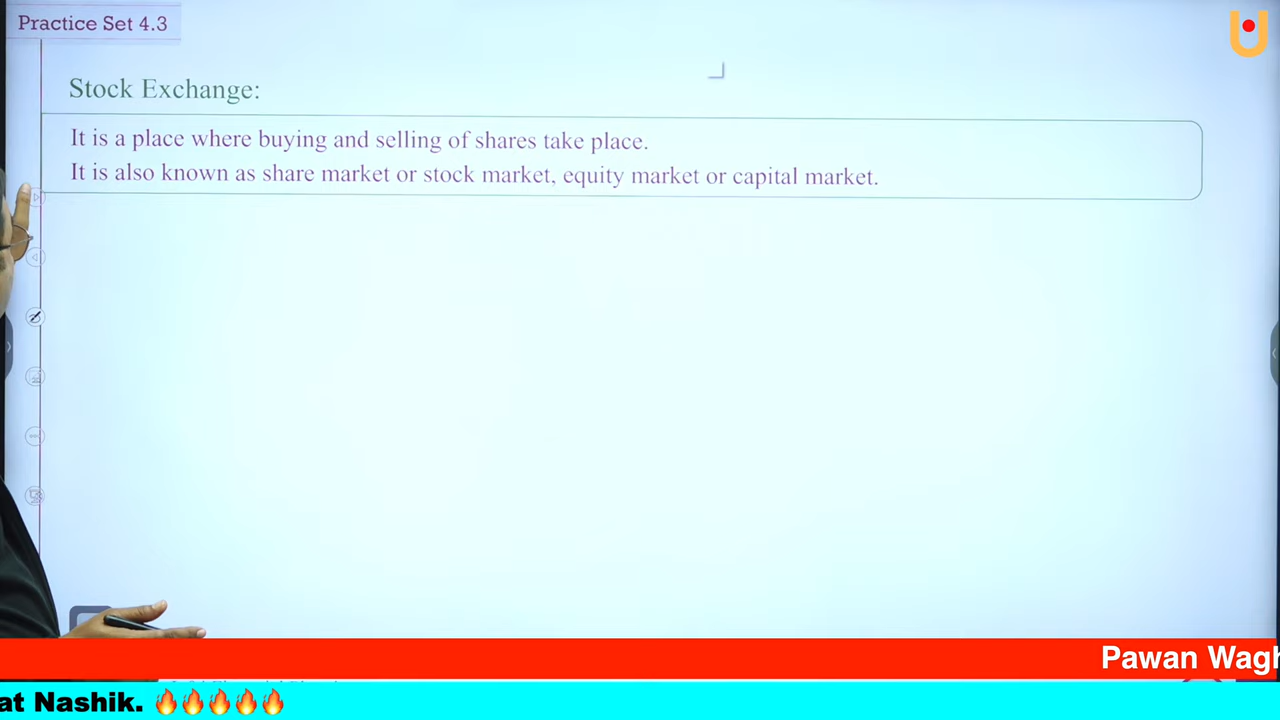 Practice Set 4.3
Stock Exchange:
It is a place where buying and selling of shares take place.
It is also known as share market or stock market, equity market or capital market.
Pawan Wagh
at Nashik. 🔥🔥🔥🔥🔥